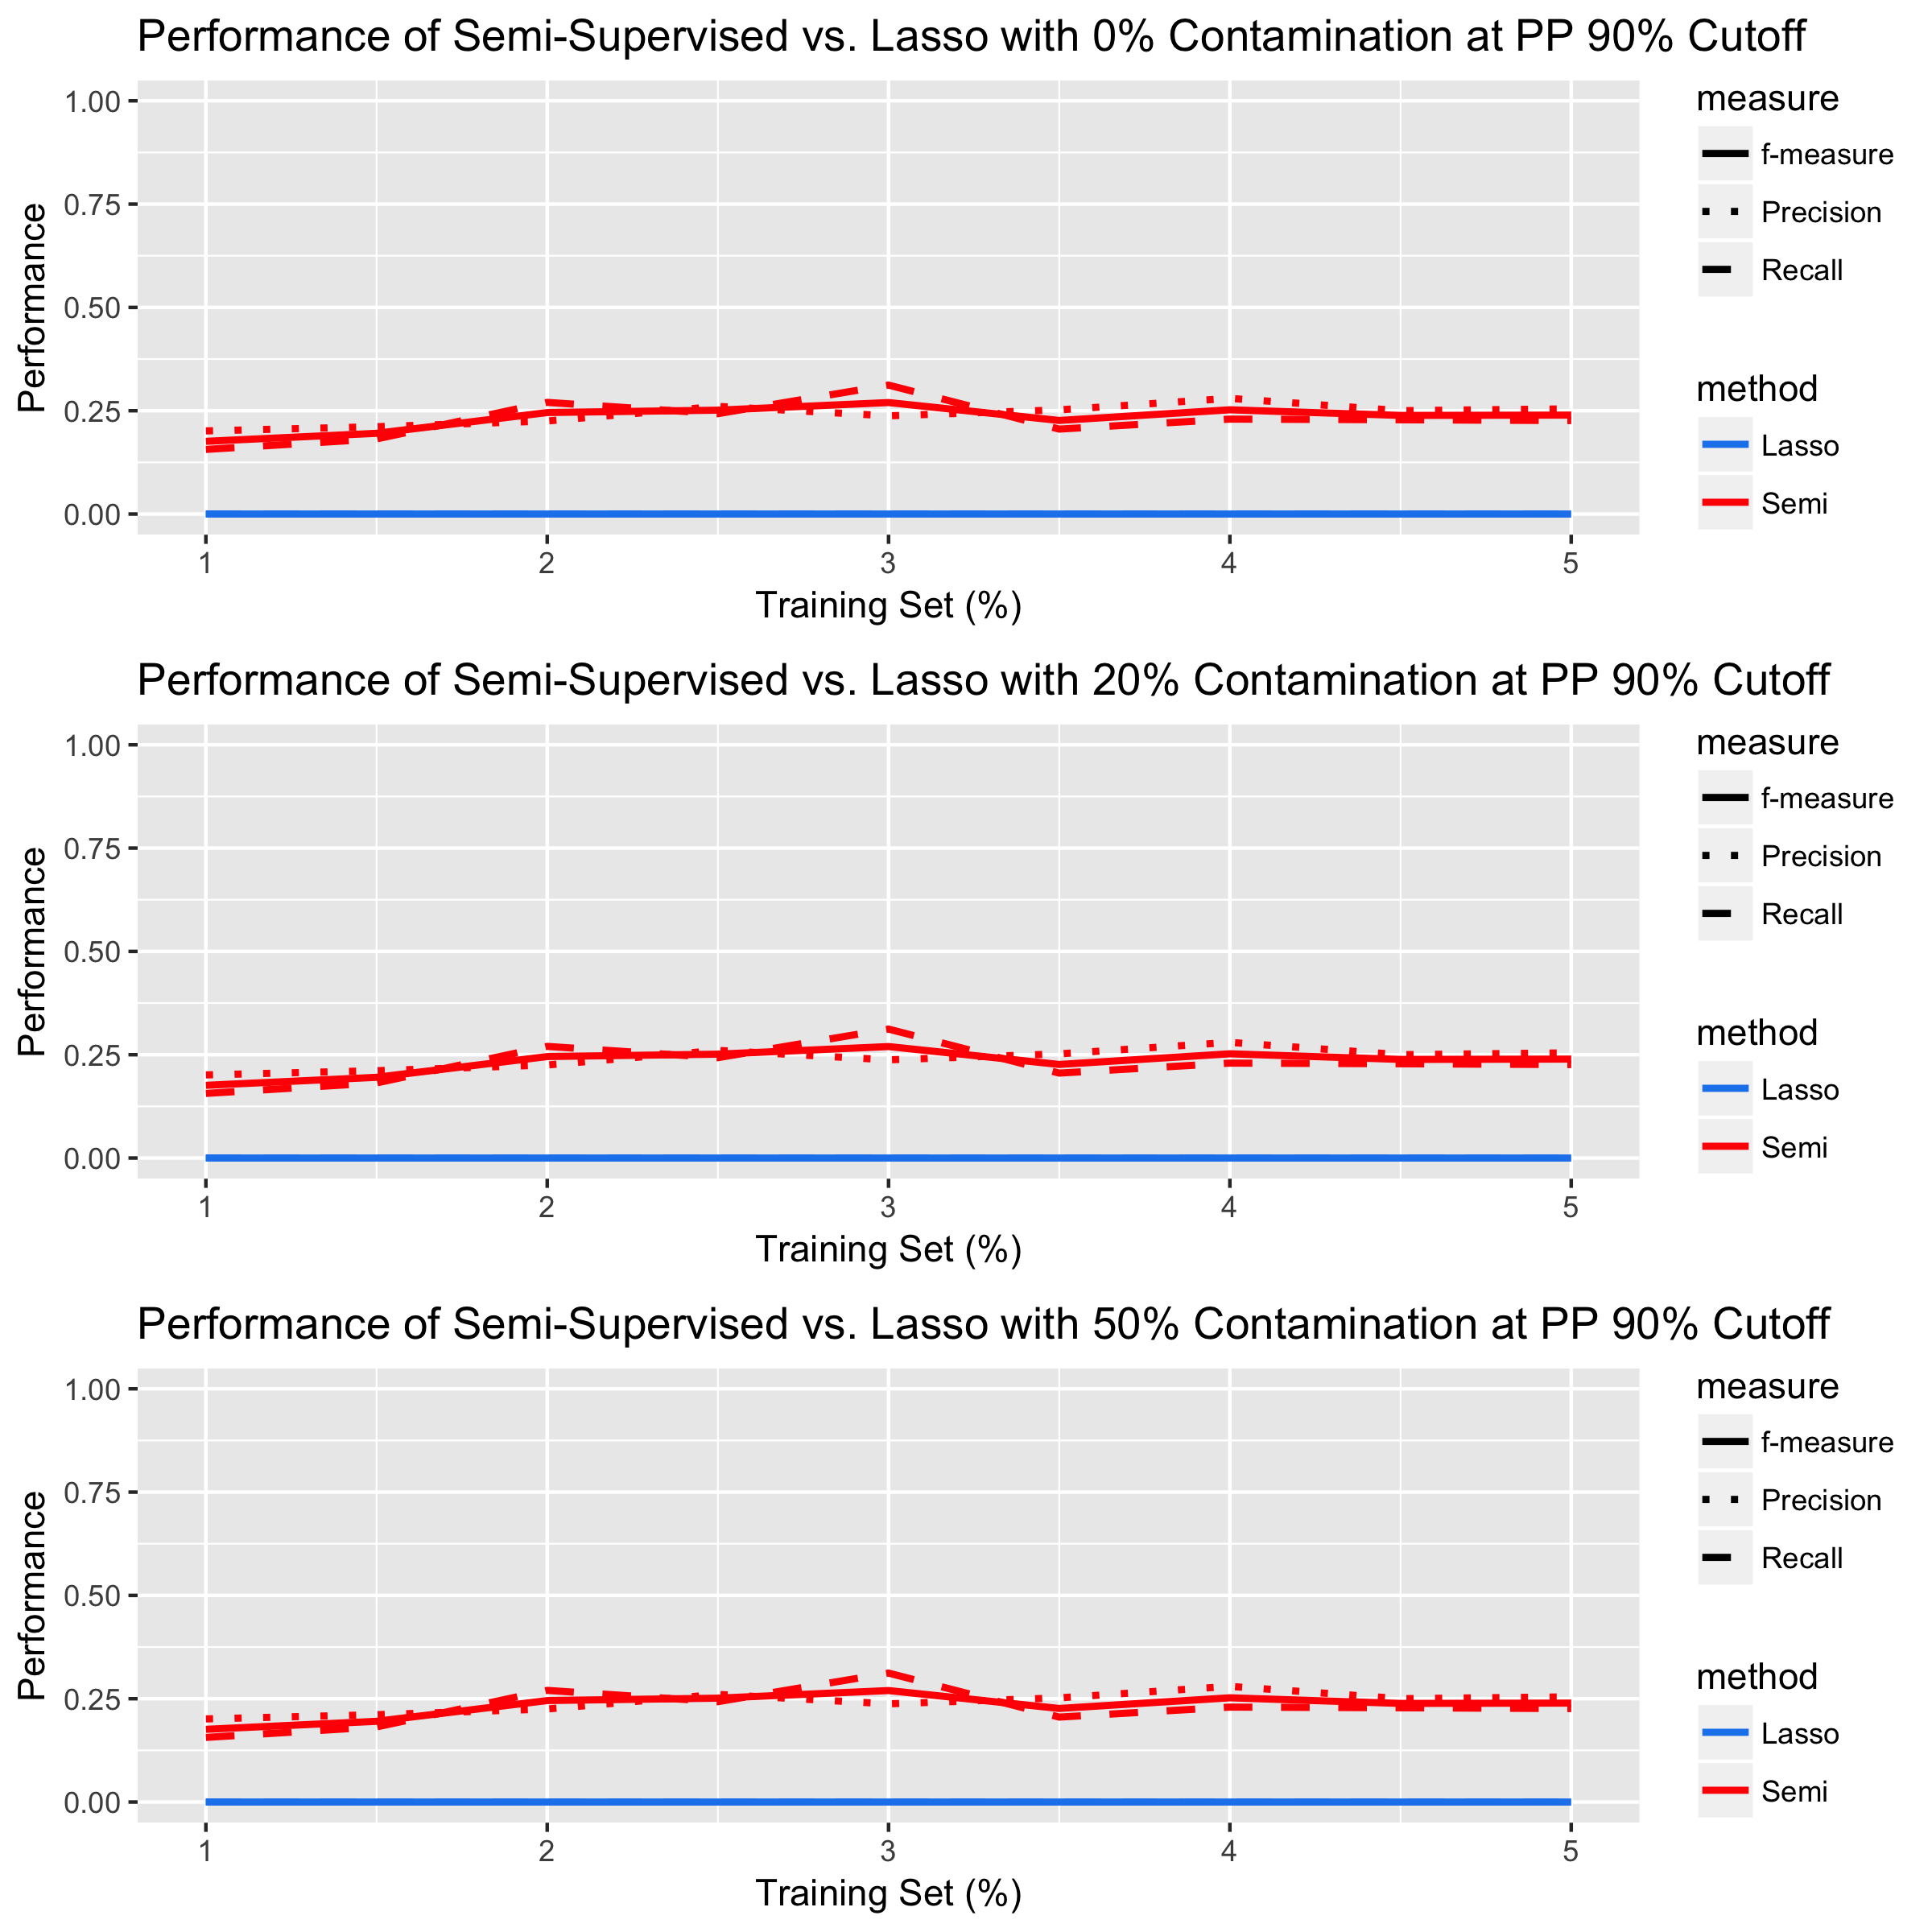 Performance of Semi-Supervised vs. Lasso with 0% Contamination at PP 90% Cutoff
Performance
1.00
0.75
0.50
0.25
0.00
1 2 3 4 5
Training Set (%)
measure
f-measure
Precision
Recall
method
Lasso
Semi
Performance of Semi-Supervised vs. Lasso with 20% Contamination at PP 90% Cutoff
Performance
1.00
0.75
0.50
0.25
0.00
1 2 3 4 5
Training Set (%)
measure
f-measure
Precision
Recall
method
Lasso
Semi
Performance of Semi-Supervised vs. Lasso with 50% Contamination at PP 90% Cutoff
Performance
1.00
0.75
0.50
0.25
0.00
1 2 3 4 5
Training Set (%)
measure
f-measure
Precision
Recall
method
Lasso
Semi